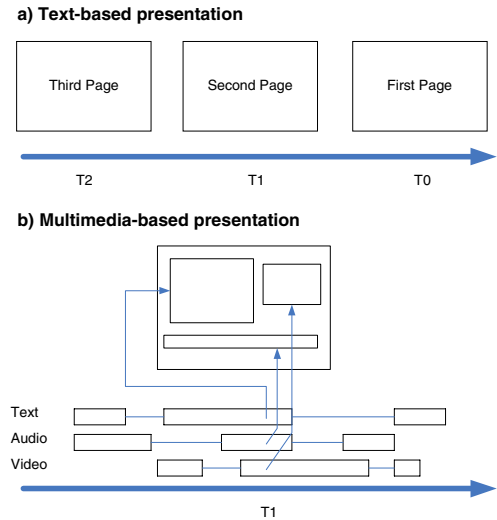 a) Text-based presentation
Third Page Second Page First Page
T2 T1 T0
b) Multimedia-based presentation
Text
Audio
Video
T1